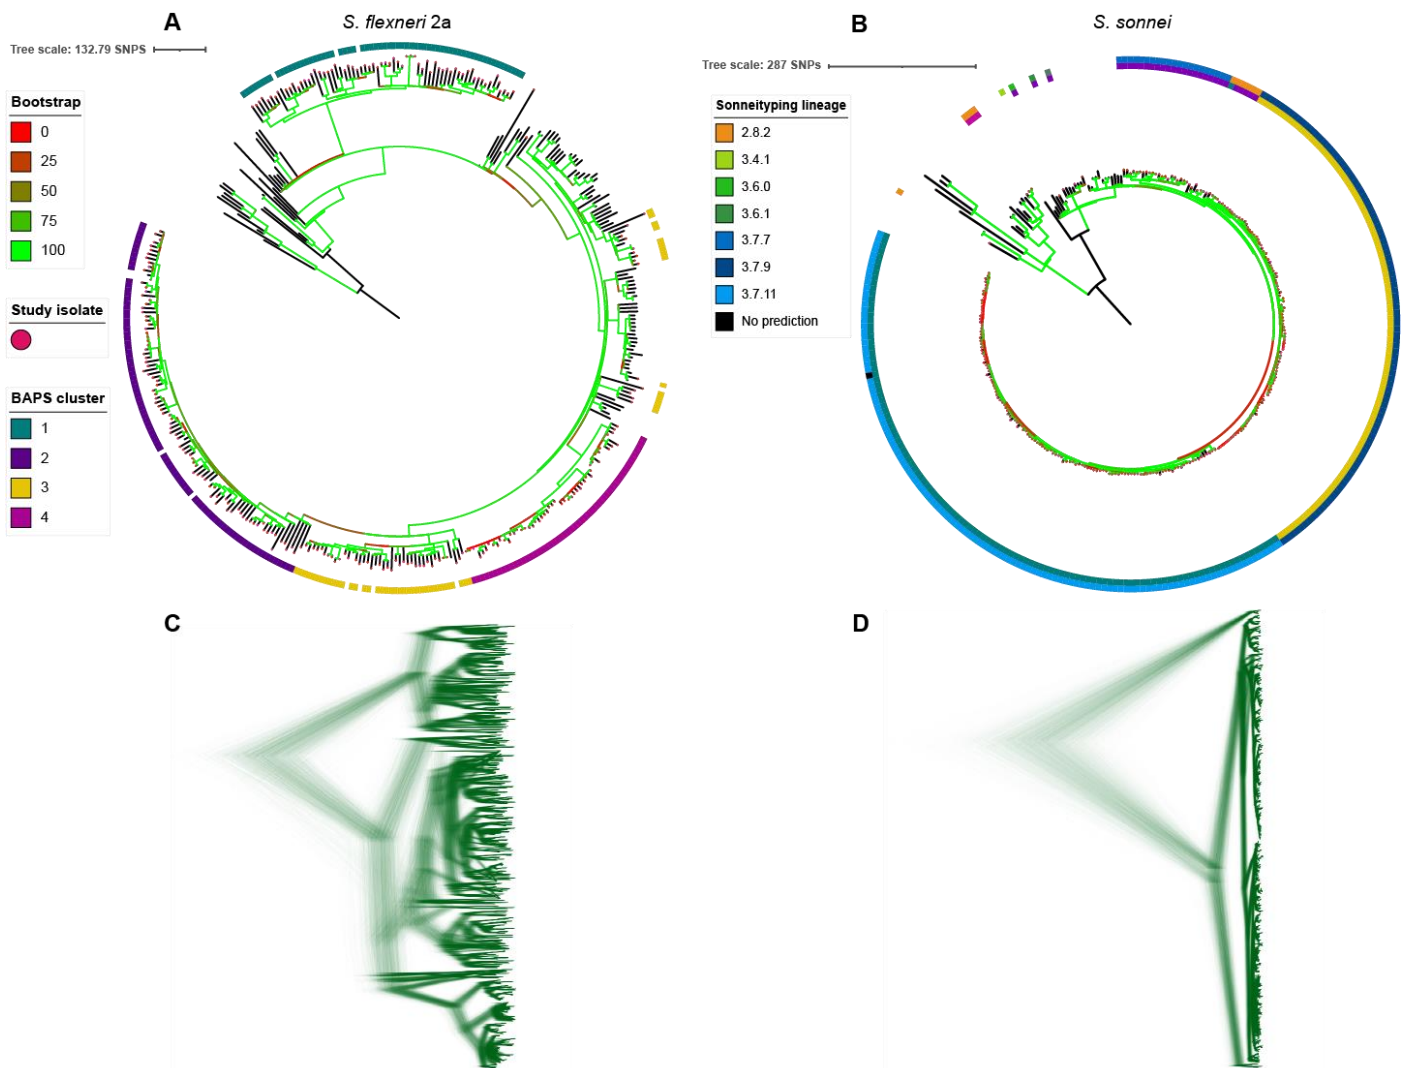 A
S. flexneri 2a
Tree scale: 132.79 SNPS
Bootstrap
0
25
50
75
100
Study isolate
BAPS cluster
1
2
3
4
B
S. sonnei
Tree scale: 287 SNPs
Sonneityping lineage
2.8.2
3.4.1
3.6.0
3.6.1
3.7.7
3.7.9
3.7.11
No prediction
C
D